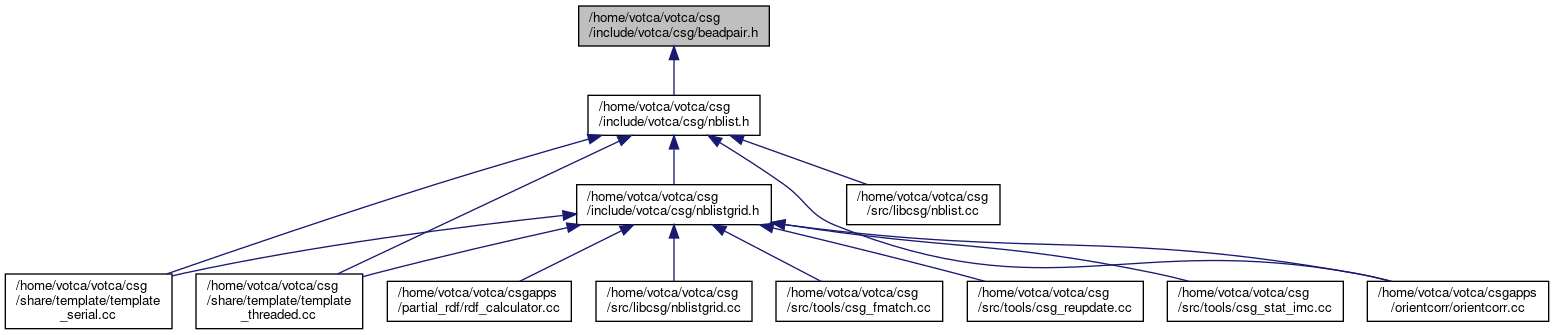 /home/votca/votca/csg
/include/votca/csg/beadpair.h
/home/votca/votca/csg
/include/votca/csg/nblist.h
/home/votca/votca/csg
/include/votca/csg/nblistgrid.h
/home/votca/votca/csg
/src/libcsg/nblist.cc
/home/votca/votca/csg
/share/template/template
_serial.cc
/home/votca/votca/csg
/share/template/template
_threaded.cc
/home/votca/votca/csgapps
/partial_rdf/rdf_calculator.cc
/home/votca/votca/csg
/src/libcsg/nblistgrid.cc
/home/votca/votca/csg
/src/tools/csg_fmatch.cc
/home/votca/votca/csg
/src/tools/csg_reupdate.cc
/home/votca/votca/csg
/src/tools/csg_stat_imc.cc
/home/votca/votca/csgapps
/orientcorr/orientcorr.cc